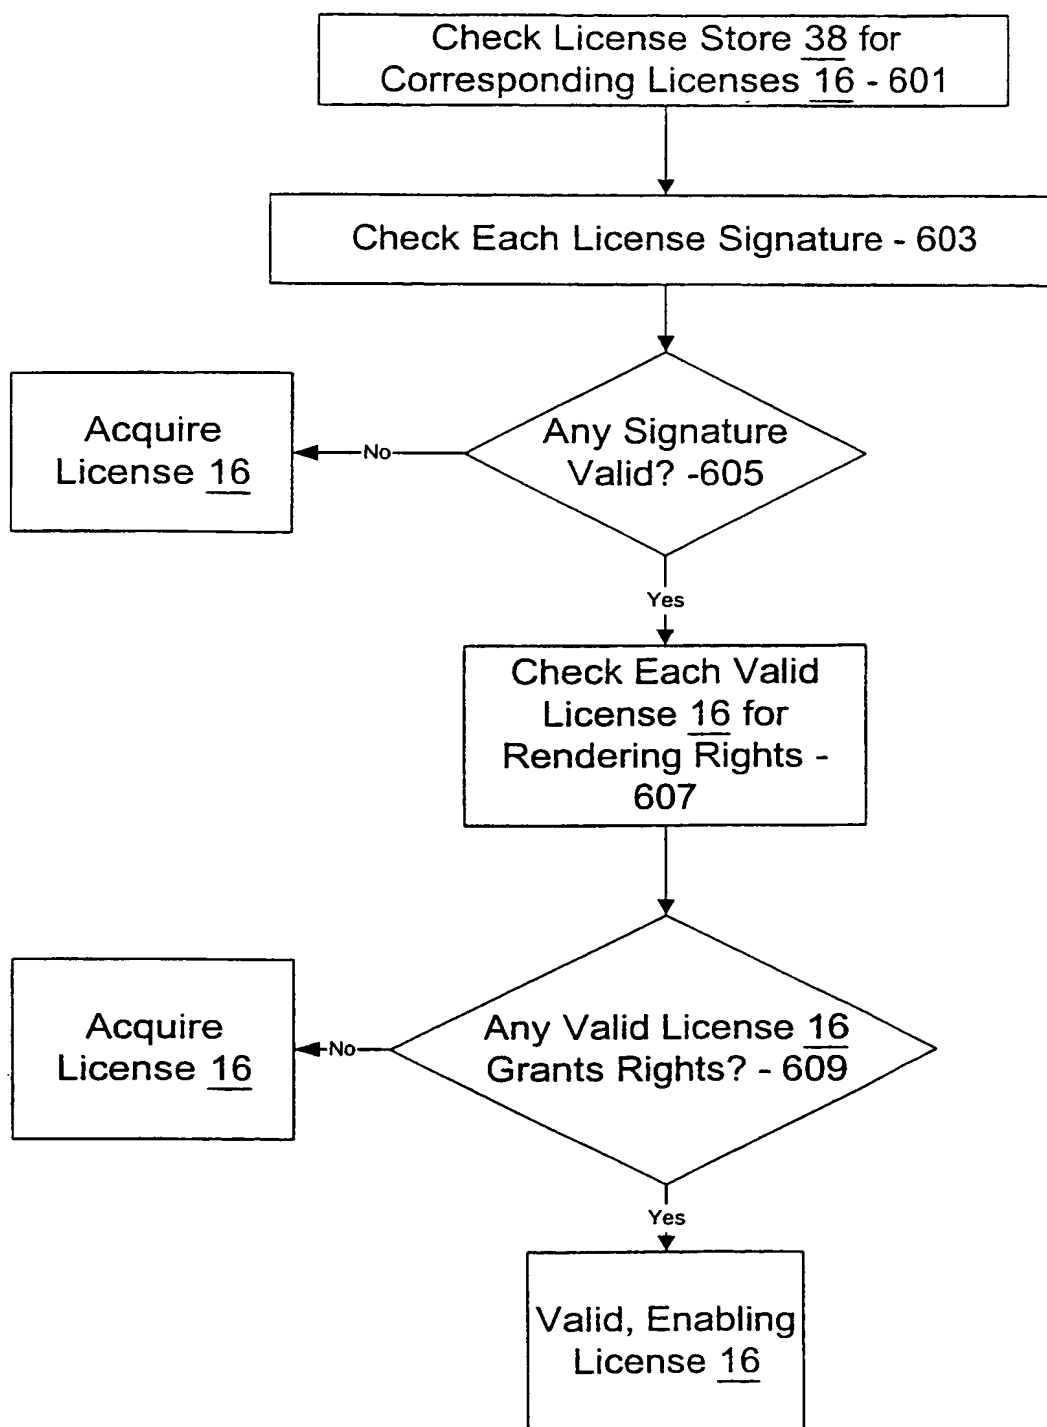 Check License Store 38 for
Corresponding Licenses 16 - 601
Check Each License Signature - 603
Any Signature
Valid? -605
No
Acquire
License 16
Yes
Check Each Valid
License 16 for
Rendering Rights -
607
Any Valid License 16
Grants Rights? - 609
No
Acquire
License 16
Yes
Valid, Enabling
License 16